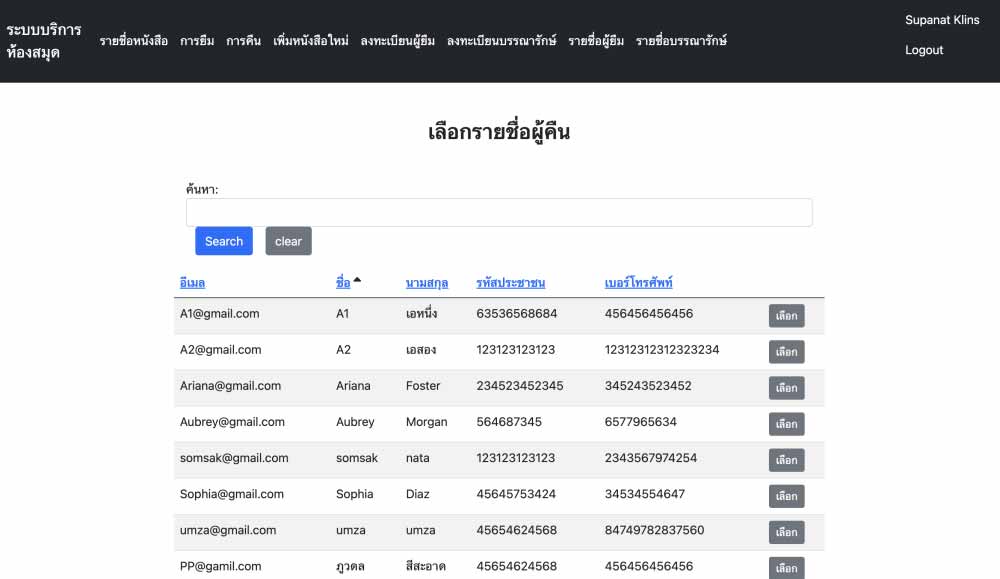 ระบบบริการ
ห้องสมุด
รายชื่อหนังสือ การยืม การคืน เพิ่มหนังสือใหม่ ลงทะเบียนผู้ยืม ลงทะเบียนบรรณารักษ์ รายชื่อผู้ยืม รายชื่อบรรณารักษ์
Supanat Klins
Logout
เลือกรายชื่อผู้คืน
ค้นหา:
Search clear
อีเมล ชื่อ นามสกุล รหัสประชาชน เบอร์โทรศัพท์
A1@gmail.com A1 เอหนึ่ง 63536568684 456456456456 เลือก
A2@gmail.com A2 เอสอง 123123123123 12312312312323234 เลือก
Ariana@gmail.com Ariana Foster 234523452345 345243523452 เลือก
Aubrey@gmail.com Aubrey Morgan 564687345 6577965634 เลือก
somsak@gmail.com somsak nata 123123123123 2343567974254 เลือก
Sophia@gmail.com Sophia Diaz 45645753424 34534554647 เลือก
umza@gmail.com umza umza 45654624568 84749782837560 เลือก
PP@gamil.com ภูวดล สีสะอาด 45654624568 456456456456 เลือก